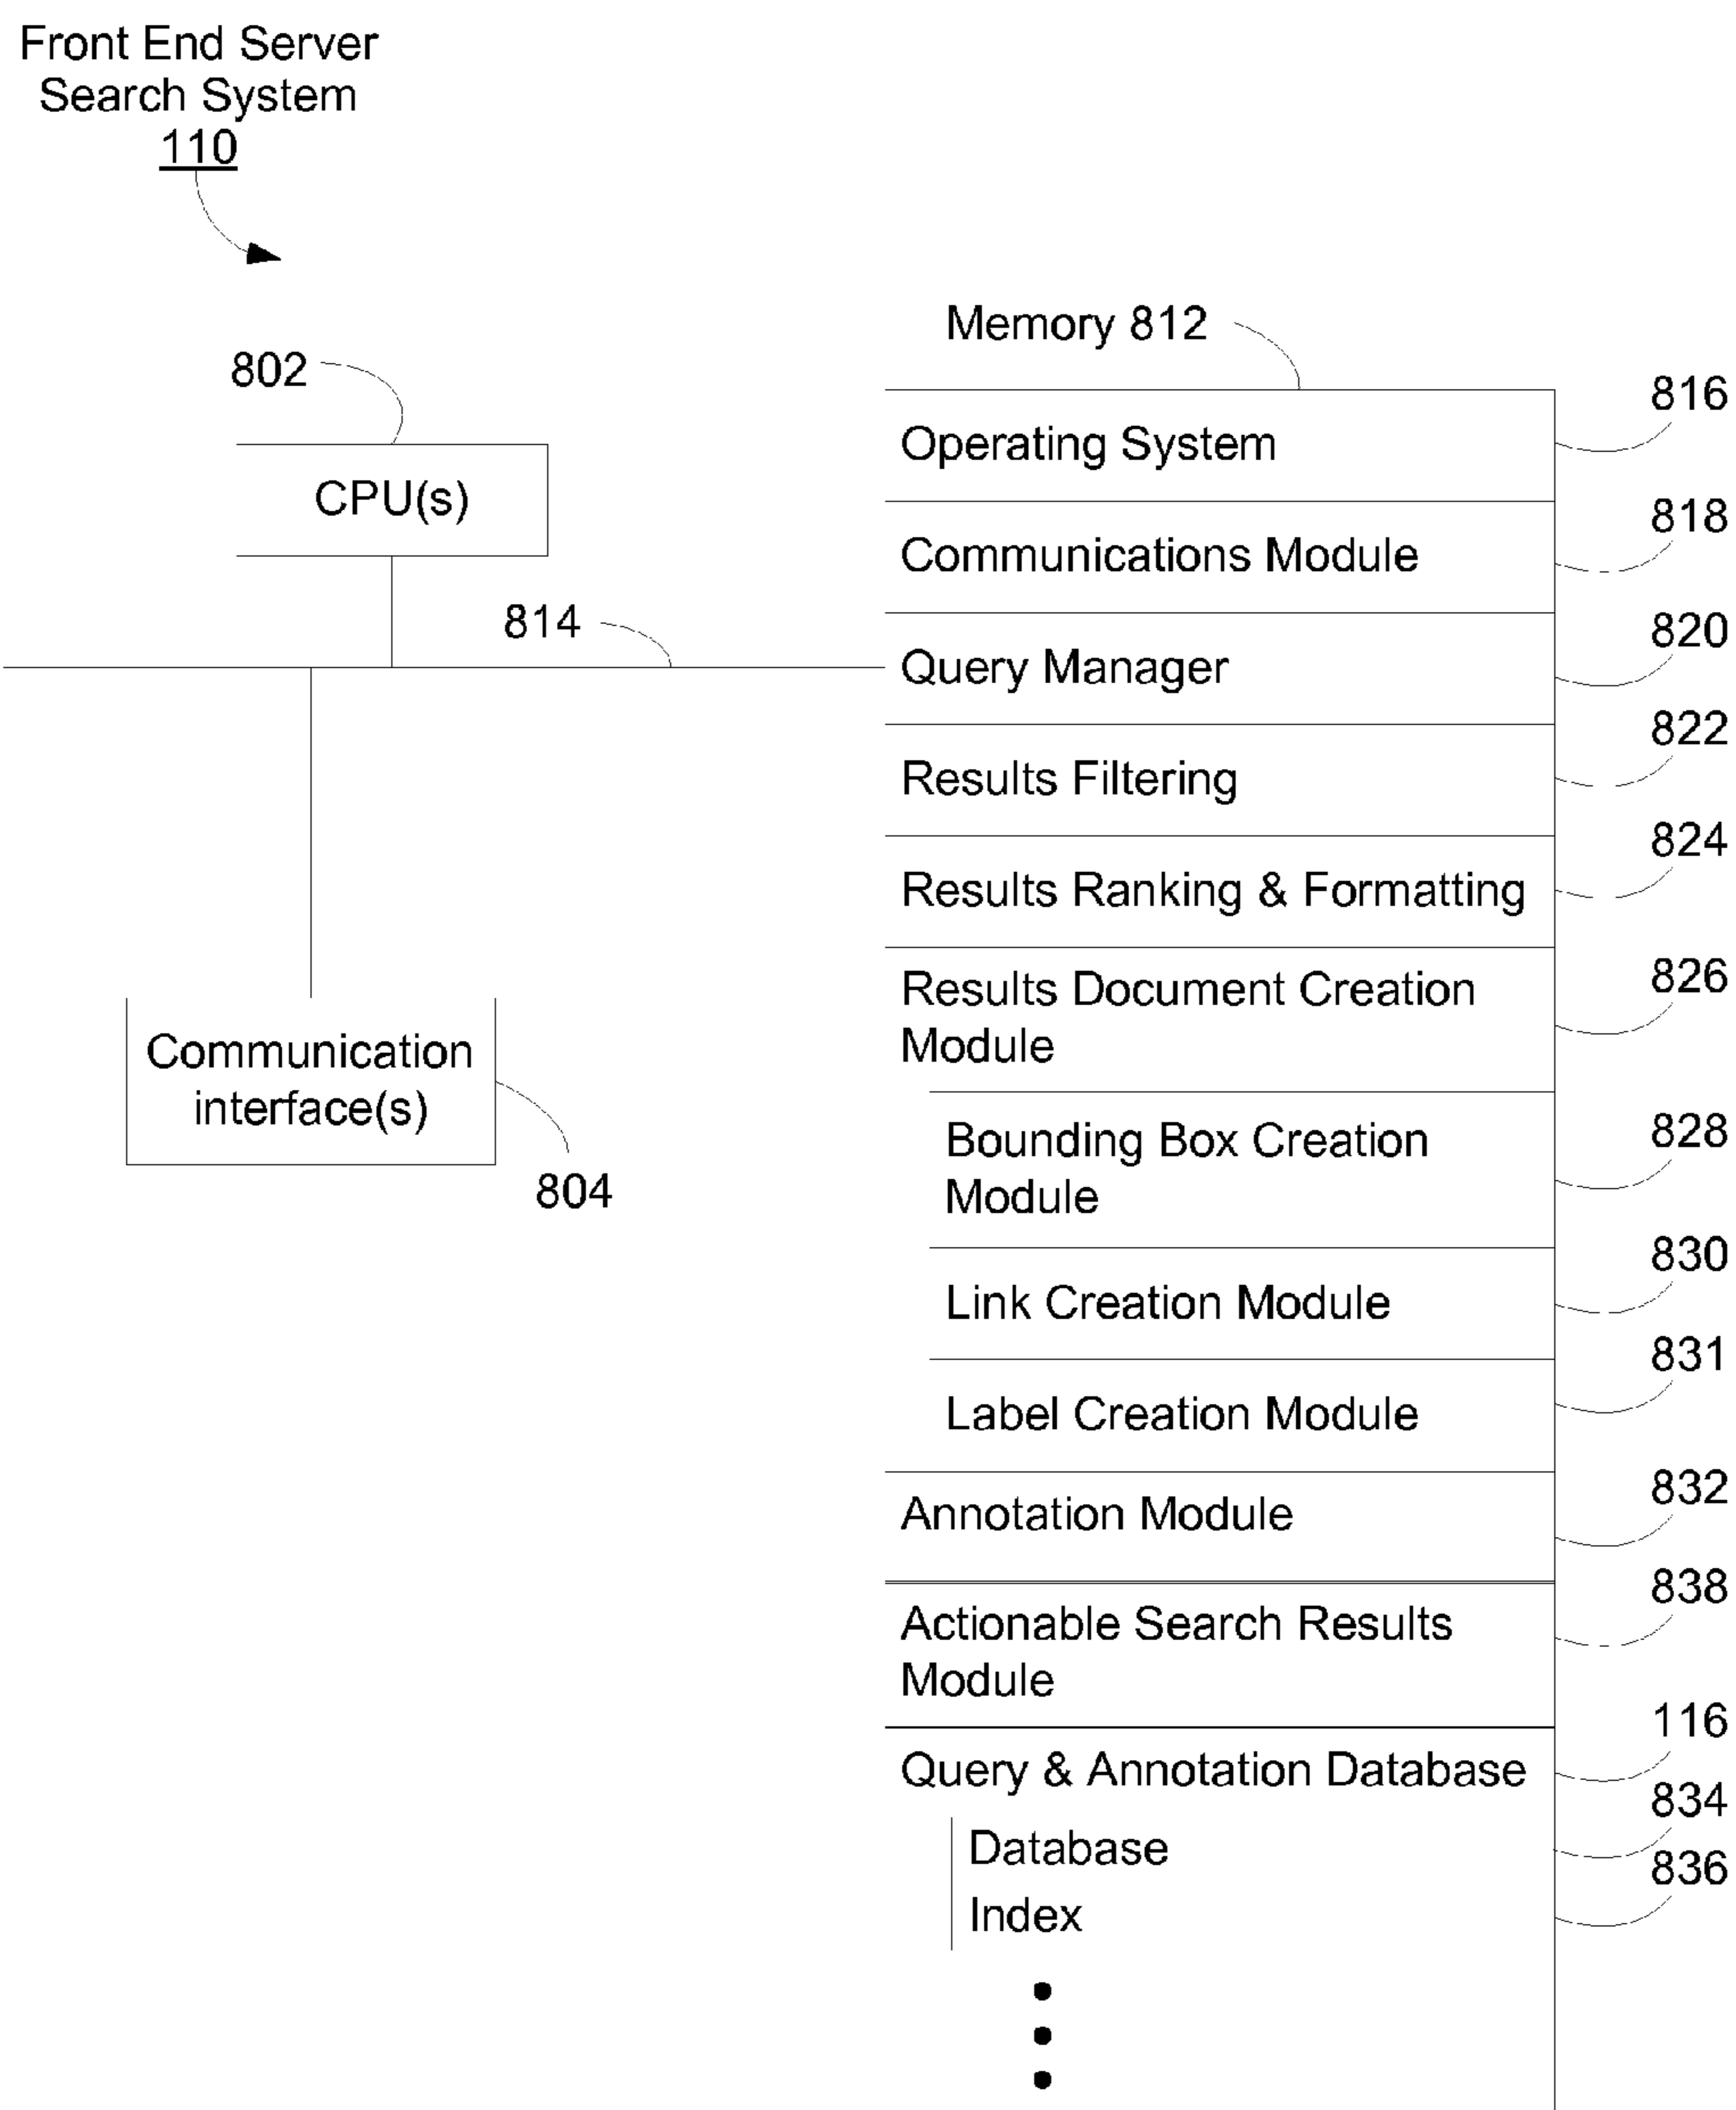 Front End Server
Search System
110
802
CPU(s)
814
Communication
interface(s)
804
Memory 812
Operating System
816
Communications Module
818
Query Manager
820
Results Filtering
822
Results Ranking & Formatting
824
Results Document Creation
Module
826
Bounding Box Creation
Module
828
Link Creation Module
830
Label Creation Module
831
Annotation Module
832
Actionable Search Results
Module
838
Query & Annotation Database
116
Database
834
Index
836